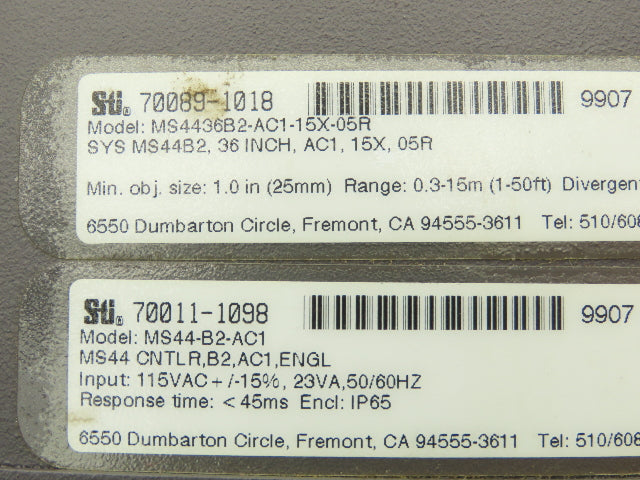 Sti® 70089-1018 9907
Model: MS4436B2-AC1-15X-05R
SYS MS44B2, 36 INCH, AC1, 15X, 05R
Min. obj. size: 1.0 in (25mm) Range: 0.3-15m (1-50ft) Divergent
6550 Dumbarton Circle, Fremont, CA 94555-3611 Tel: 510/608
Sti® 70011-1098 9907
Model: MS44-B2-AC1
MS44 CNTLR,B2,AC1,ENGL
Input: 115VAC+/-15%, 23VA,50/60HZ
Response time: <45ms Encl: IP65
6550 Dumbarton Circle, Fremont, CA 94555-3611 Tel: 510/608